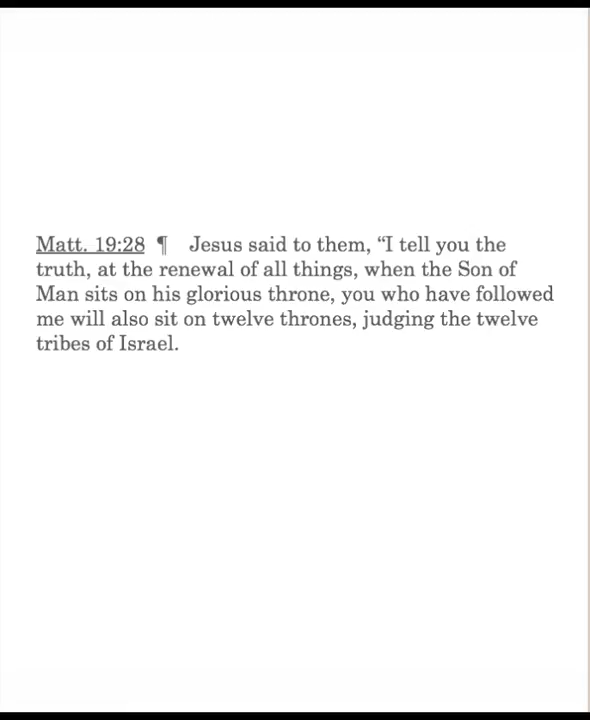 Matt. 19:28 ¶ Jesus said to them, “I tell you the
truth, at the renewal of all things, when the Son of
Man sits on his glorious throne, you who have followed
me will also sit on twelve thrones, judging the twelve
tribes of Israel.